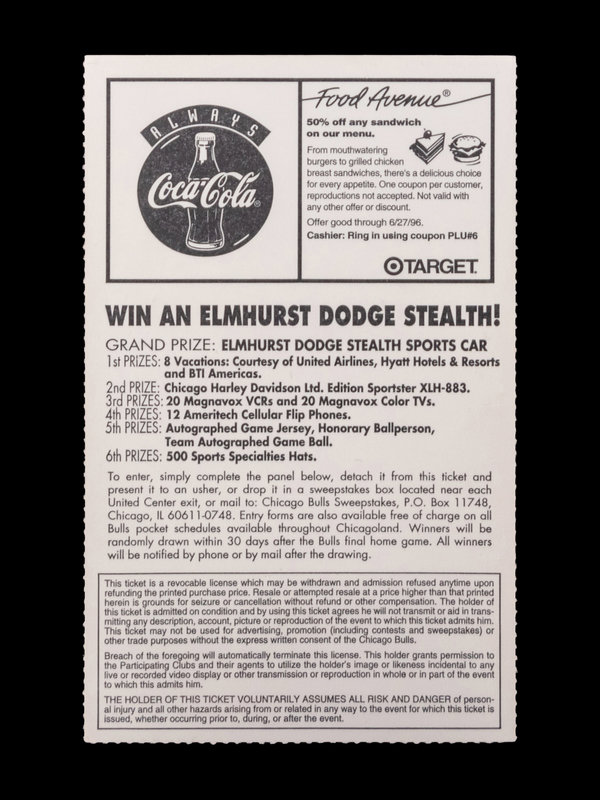 ALWAYS
Coca-Cola
Food Avenue®
50% off any sandwich
on our menu.
From mouthwatering
burgers to grilled chicken
breast sandwiches, there's a delicious choice
for every appetite. One coupon per customer,
reproductions not accepted. Not valid with
any other offer or discount.
Offer good through 6/27/96.
Cashier: Ring in using coupon PLU#6
TARGET.
WIN AN ELMHURST DODGE STEALTH!
GRAND PRIZE: ELMHURST DODGE STEALTH SPORTS CAR
1st PRIZES: 8 Vacations: Courtesy of United Airlines, Hyatt Hotels & Resorts
and BTI Americas.
2nd PRIZE: Chicago Harley Davidson Ltd. Edition Sportster XLH-883.
3rd PRIZES: 20 Magnavox VCRs and 20 Magnavox Color TVs.
4th PRIZES: 12 Ameritech Cellular Flip Phones.
5th PRIZES: Autographed Game Jersey, Honorary Ballperson,
Team Autographed Game Ball.
6th PRIZES: 500 Sports Specialties Hats.
To enter, simply complete the panel below, detach it from this ticket and
present it to an usher, or drop it in a sweepstakes box located near each
United Center exit, or mail to: Chicago Bulls Sweepstakes, P.O. Box 11748,
Chicago, IL 60611-0748. Entry forms are also available free of charge on all
Bulls pocket schedules available throughout Chicagoland. Winners will be
randomly drawn within 30 days after the Bulls final home game. All winners
will be notified by phone or by mail after the drawing.
This ticket is a revocable license which may be withdrawn and admission refused anytime upon
refunding the printed purchase price. Resale or attempted resale at a price higher than that printed
herein is grounds for seizure or cancellation without refund or other compensation. The holder of
this ticket is admitted on condition and by using this ticket agrees he will not transmit or aid in trans-
mitting any description, account, picture or reproduction of the event to which this ticket admits him.
This ticket may not be used for advertising, promotion (including contests and sweepstakes) or
other trade purposes without the express written consent of the Chicago Bulls.
Breach of the foregoing will automatically terminate this license. This holder grants permission to
the Participating Clubs and their agents to utilize the holder's image or likeness incidental to any
live or recorded video display or other transmission or reproduction in whole or in part of the event
to which this admits him.
THE HOLDER OF THIS TICKET VOLUNTARILY ASSUMES ALL RISK AND DANGER of person-
al injury and all other hazards arising from or related in any way to the event for which this ticket is
issued, whether occurring prior to, during, or after the event.